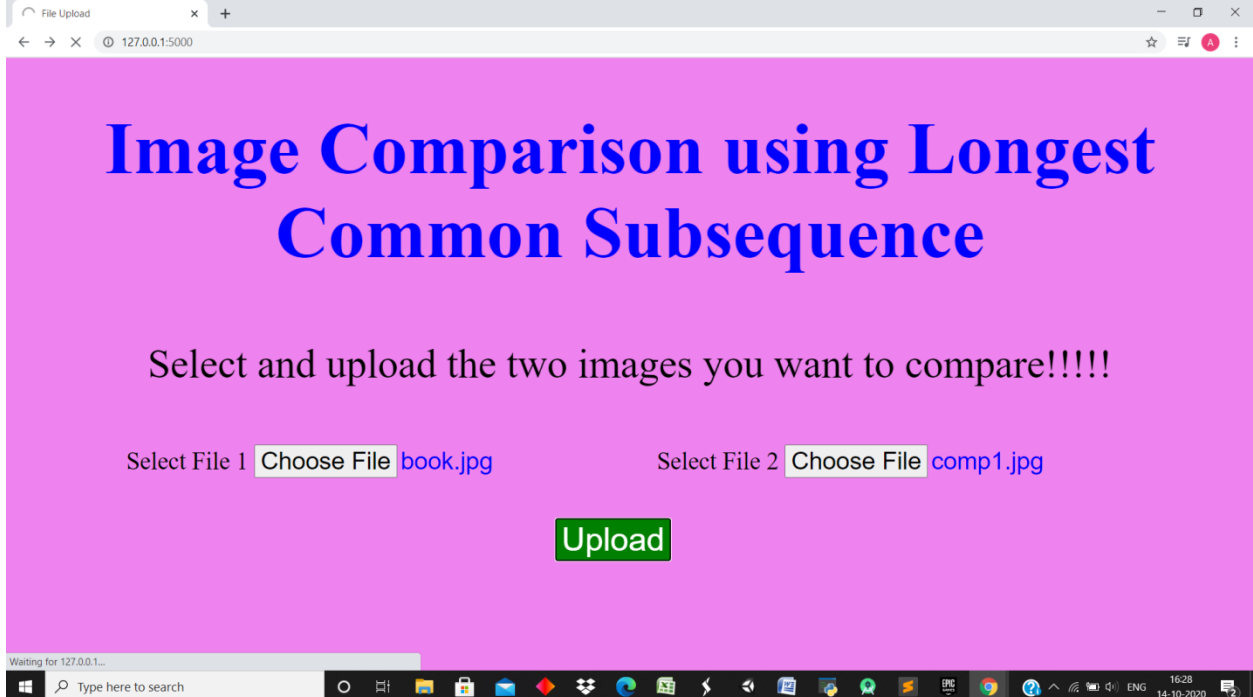 File Upload
127.0.0.1:5000
A
Image Comparison using Longest
Common Subsequence
Select and upload the two images you want to compare!!!!!
Select File 1 Choose File book.jpg Select File 2 Choose File comp1.jpg
Upload
Waiting for 127.0.0.1...
Type here to search
EPIC
ENG
16:28
14-10-2020
2